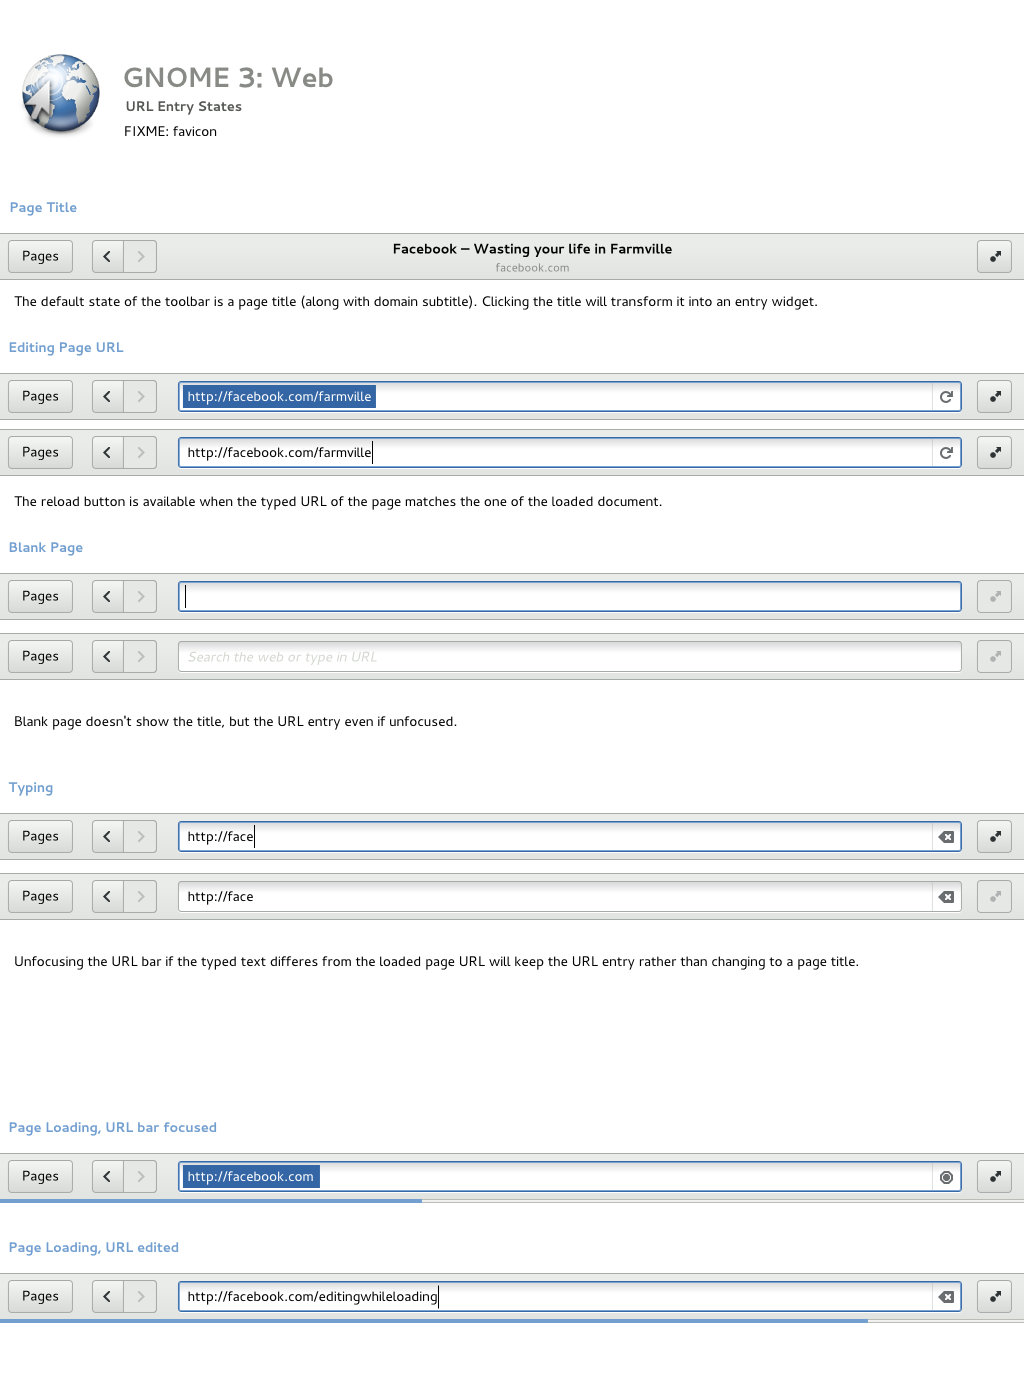 GNOME 3: Web
URL Entry States
FIXME: favicon
Page Title
Pages
Facebook – Wasting your life in Farmville
facebook.com
The default state of the toolbar is a page title (along with domain subtitle). Clicking the title will transform it into an entry widget.
Editing Page URL
Pages http://facebook.com/farmville
Pages http://facebook.com/farmville
The reload button is available when the typed URL of the page matches the one of the loaded document.
Blank Page
Pages
Pages Search the web or type in URL
Blank page doesn't show the title, but the URL entry even if unfocused.
Typing
Pages http://face
Pages http://face
Unfocusing the URL bar if the typed text differes from the loaded page URL will keep the URL entry rather than changing to a page title.
Page Loading, URL bar focused
Pages http://facebook.com
Page Loading, URL edited
Pages http://facebook.com/editingwhileloading